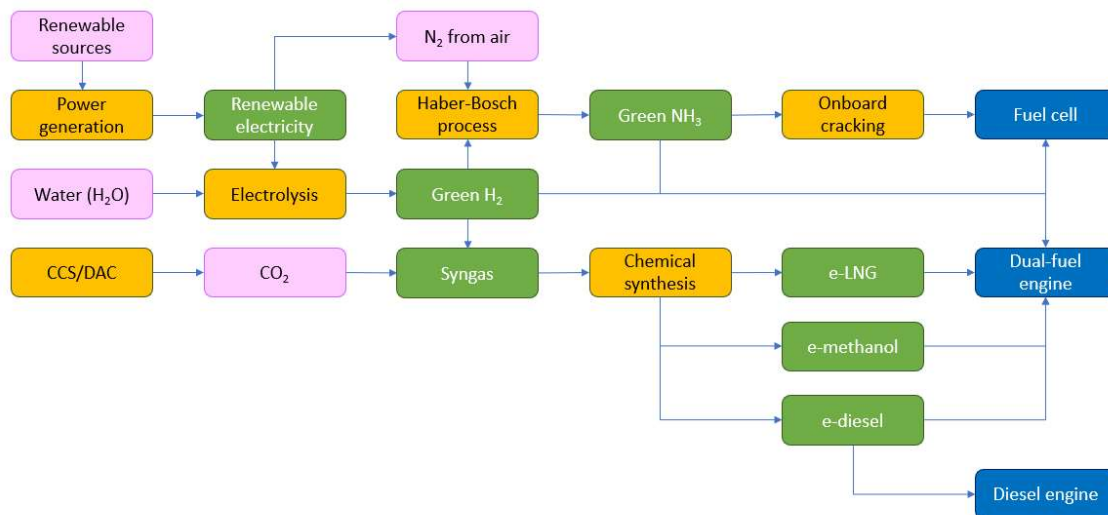 Renewable
sources
N₂ from air
Power
generation
Renewable
electricity
Haber-Bosch
process
Green NH₃
Onboard
cracking
Fuel cell
Water (H₂O)
Electrolysis
Green H₂
CCS/DAC
CO₂
Syngas
Chemical
synthesis
e-LNG
Dual-fuel
engine
e-methanol
e-diesel
Diesel engine